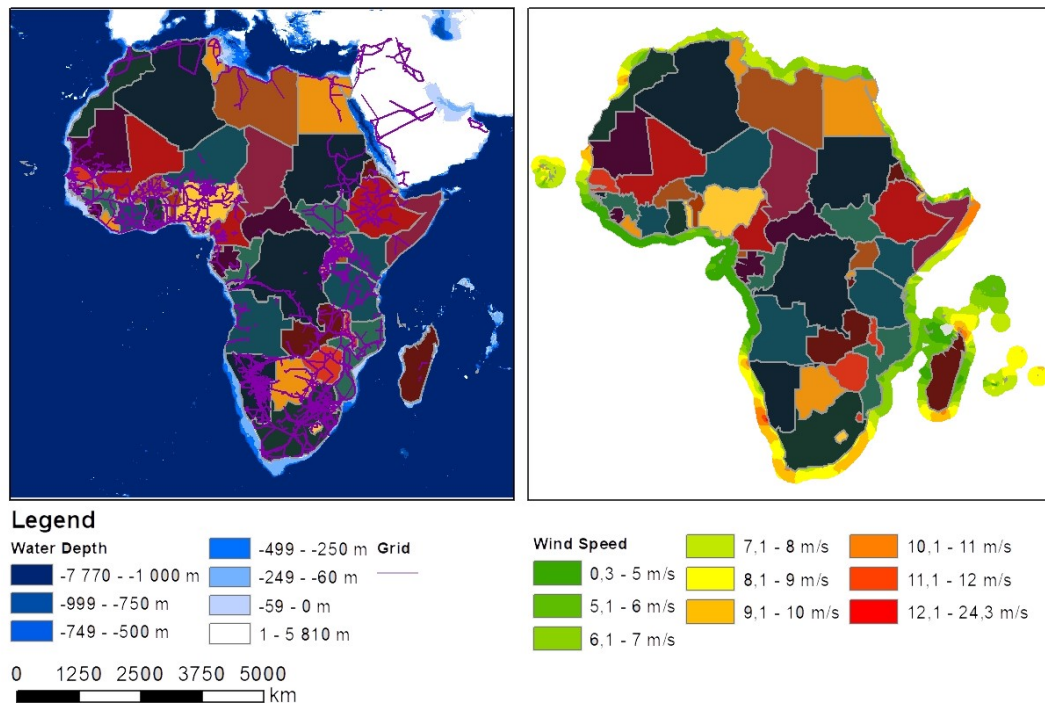 Legend
Water Depth
-7 770 - -1 000 m
-999 - -750 m
-749 - -500 m
-499 - -250 m
-249 - -60 m
-59 - 0 m
1 - 5 810 m
Grid
0 1250 2500 3750 5000
km
Wind Speed
0,3 - 5 m/s
5,1 - 6 m/s
6,1 - 7 m/s
7,1 - 8 m/s
8,1 - 9 m/s
9,1 - 10 m/s
10,1 - 11 m/s
11,1 - 12 m/s
12,1 - 24,3 m/s